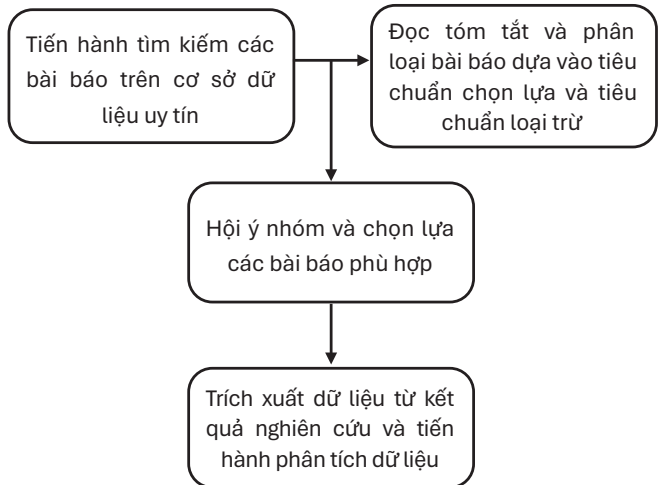 Tiến hành tìm kiếm các
bài báo trên cơ sở dữ
liệu uy tín
Đọc tóm tắt và phân
loại bài báo dựa vào tiêu
chuẩn chọn lựa và tiêu
chuẩn loại trừ
Hội ý nhóm và chọn lựa
các bài báo phù hợp
Trích xuất dữ liệu từ kết
quả nghiên cứu và tiến
hành phân tích dữ liệu